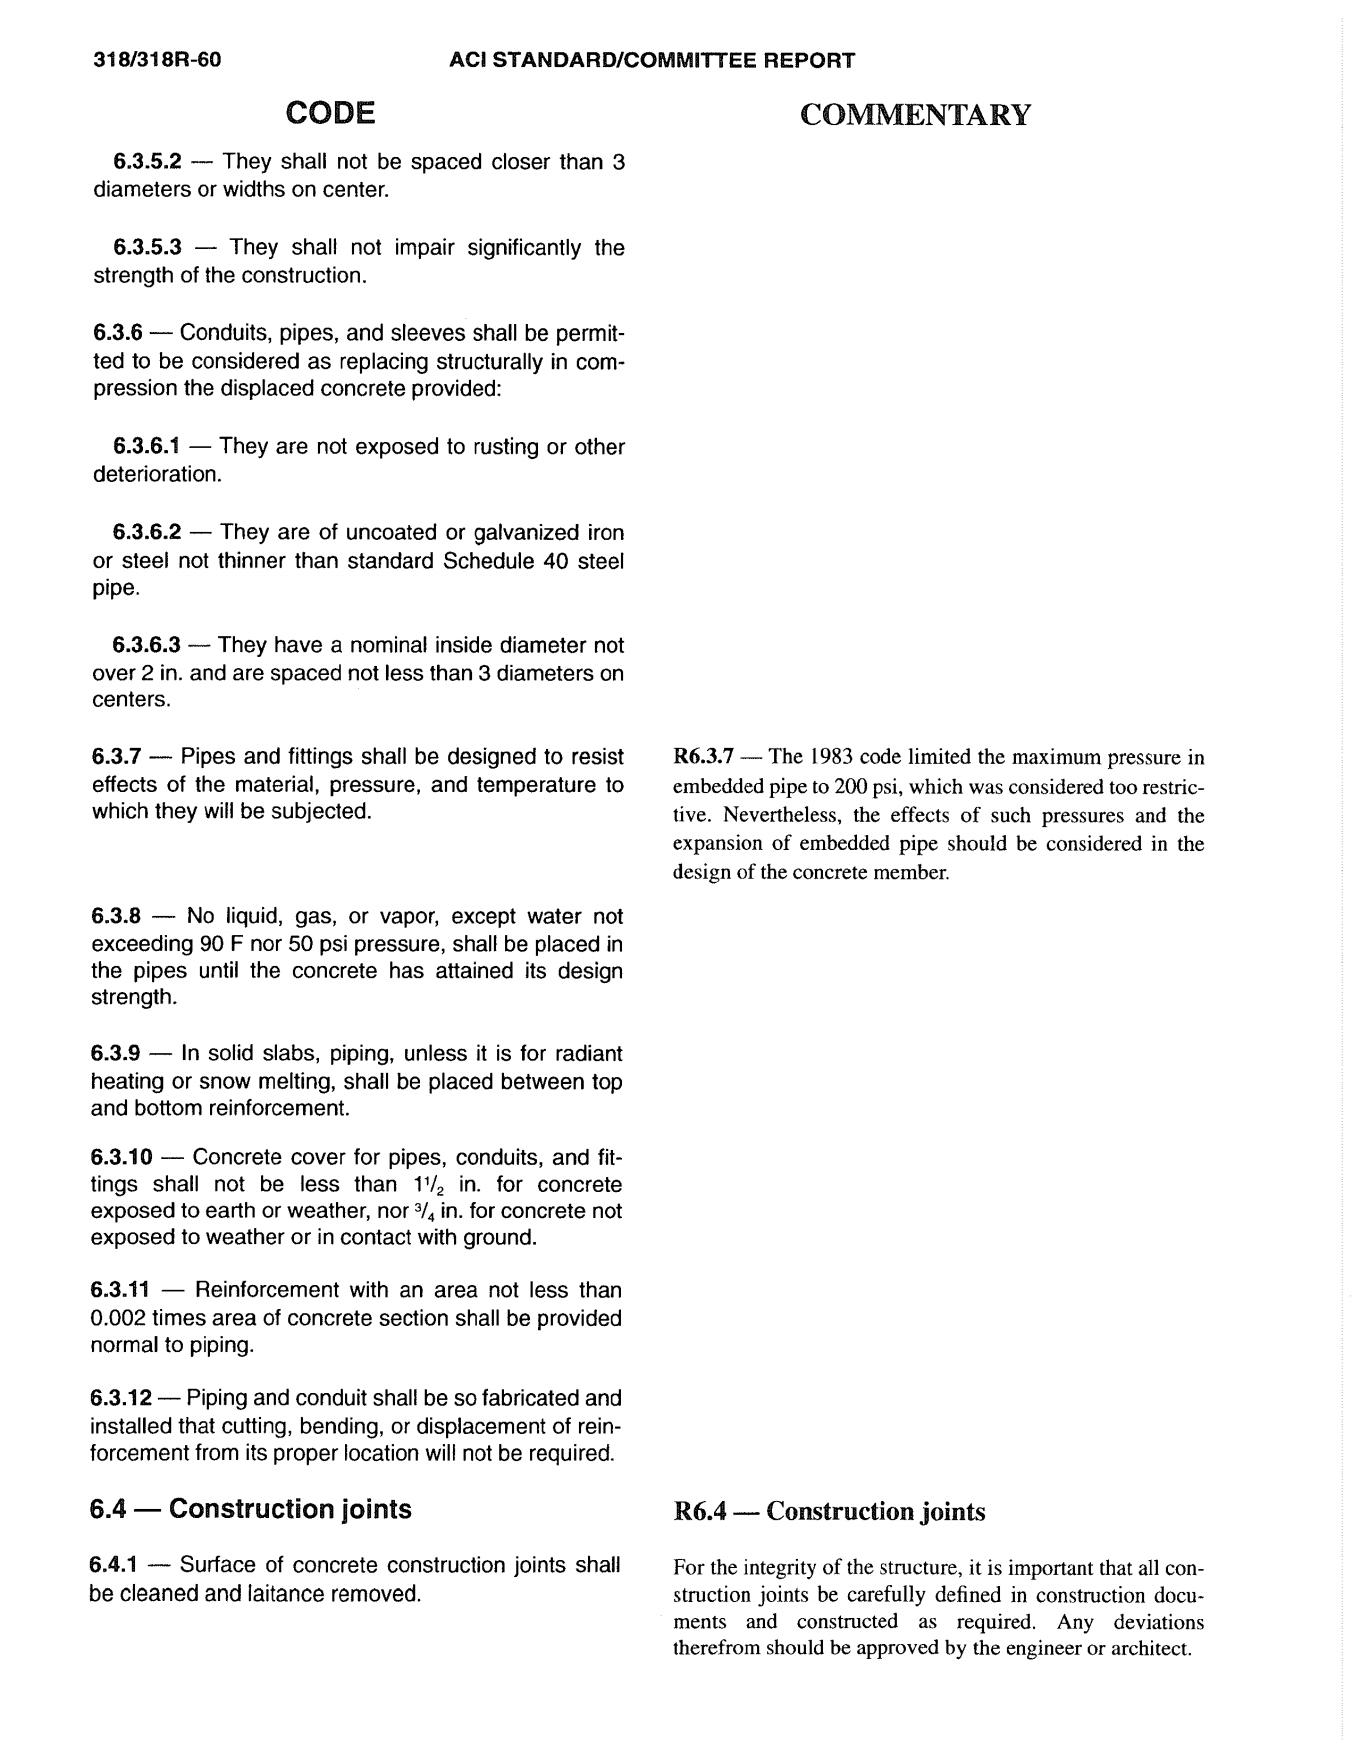 318/318R-60
ACI STANDARD/COMMITTEE REPORT
CODE
6.3.5.2 — They shall not be spaced closer than 3
diameters or widths on center.
6.3.5.3 — They shall not impair significantly the
strength of the construction.
6.3.6 — Conduits, pipes, and sleeves shall be permit-
ted to be considered as replacing structurally in com-
pression the displaced concrete provided:
6.3.6.1 — They are not exposed to rusting or other
deterioration.
6.3.6.2 — They are of uncoated or galvanized iron
or steel not thinner than standard Schedule 40 steel
pipe.
6.3.6.3 — They have a nominal inside diameter not
over 2 in. and are spaced not less than 3 diameters on
centers.
6.3.7 — Pipes and fittings shall be designed to resist
effects of the material, pressure, and temperature to
which they will be subjected.
6.3.8 — No liquid, gas, or vapor, except water not
exceeding 90 F nor 50 psi pressure, shall be placed in
the pipes until the concrete has attained its design
strength.
6.3.9 — In solid slabs, piping, unless it is for radiant
heating or snow melting, shall be placed between top
and bottom reinforcement.
6.3.10 — Concrete cover for pipes, conduits, and fit-
tings shall not be less than 1¹/₂ in. for concrete
exposed to earth or weather, nor ³/₄ in. for concrete not
exposed to weather or in contact with ground.
6.3.11 — Reinforcement with an area not less than
0.002 times area of concrete section shall be provided
normal to piping.
6.3.12 — Piping and conduit shall be so fabricated and
installed that cutting, bending, or displacement of rein-
forcement from its proper location will not be required.
6.4 — Construction joints
6.4.1 — Surface of concrete construction joints shall
be cleaned and laitance removed.
COMMENTARY
R6.3.7 — The 1983 code limited the maximum pressure in
embedded pipe to 200 psi, which was considered too restric-
tive. Nevertheless, the effects of such pressures and the
expansion of embedded pipe should be considered in the
design of the concrete member.
R6.4 — Construction joints
For the integrity of the structure, it is important that all con-
struction joints be carefully defined in construction docu-
ments and constructed as required. Any deviations
therefrom should be approved by the engineer or architect.